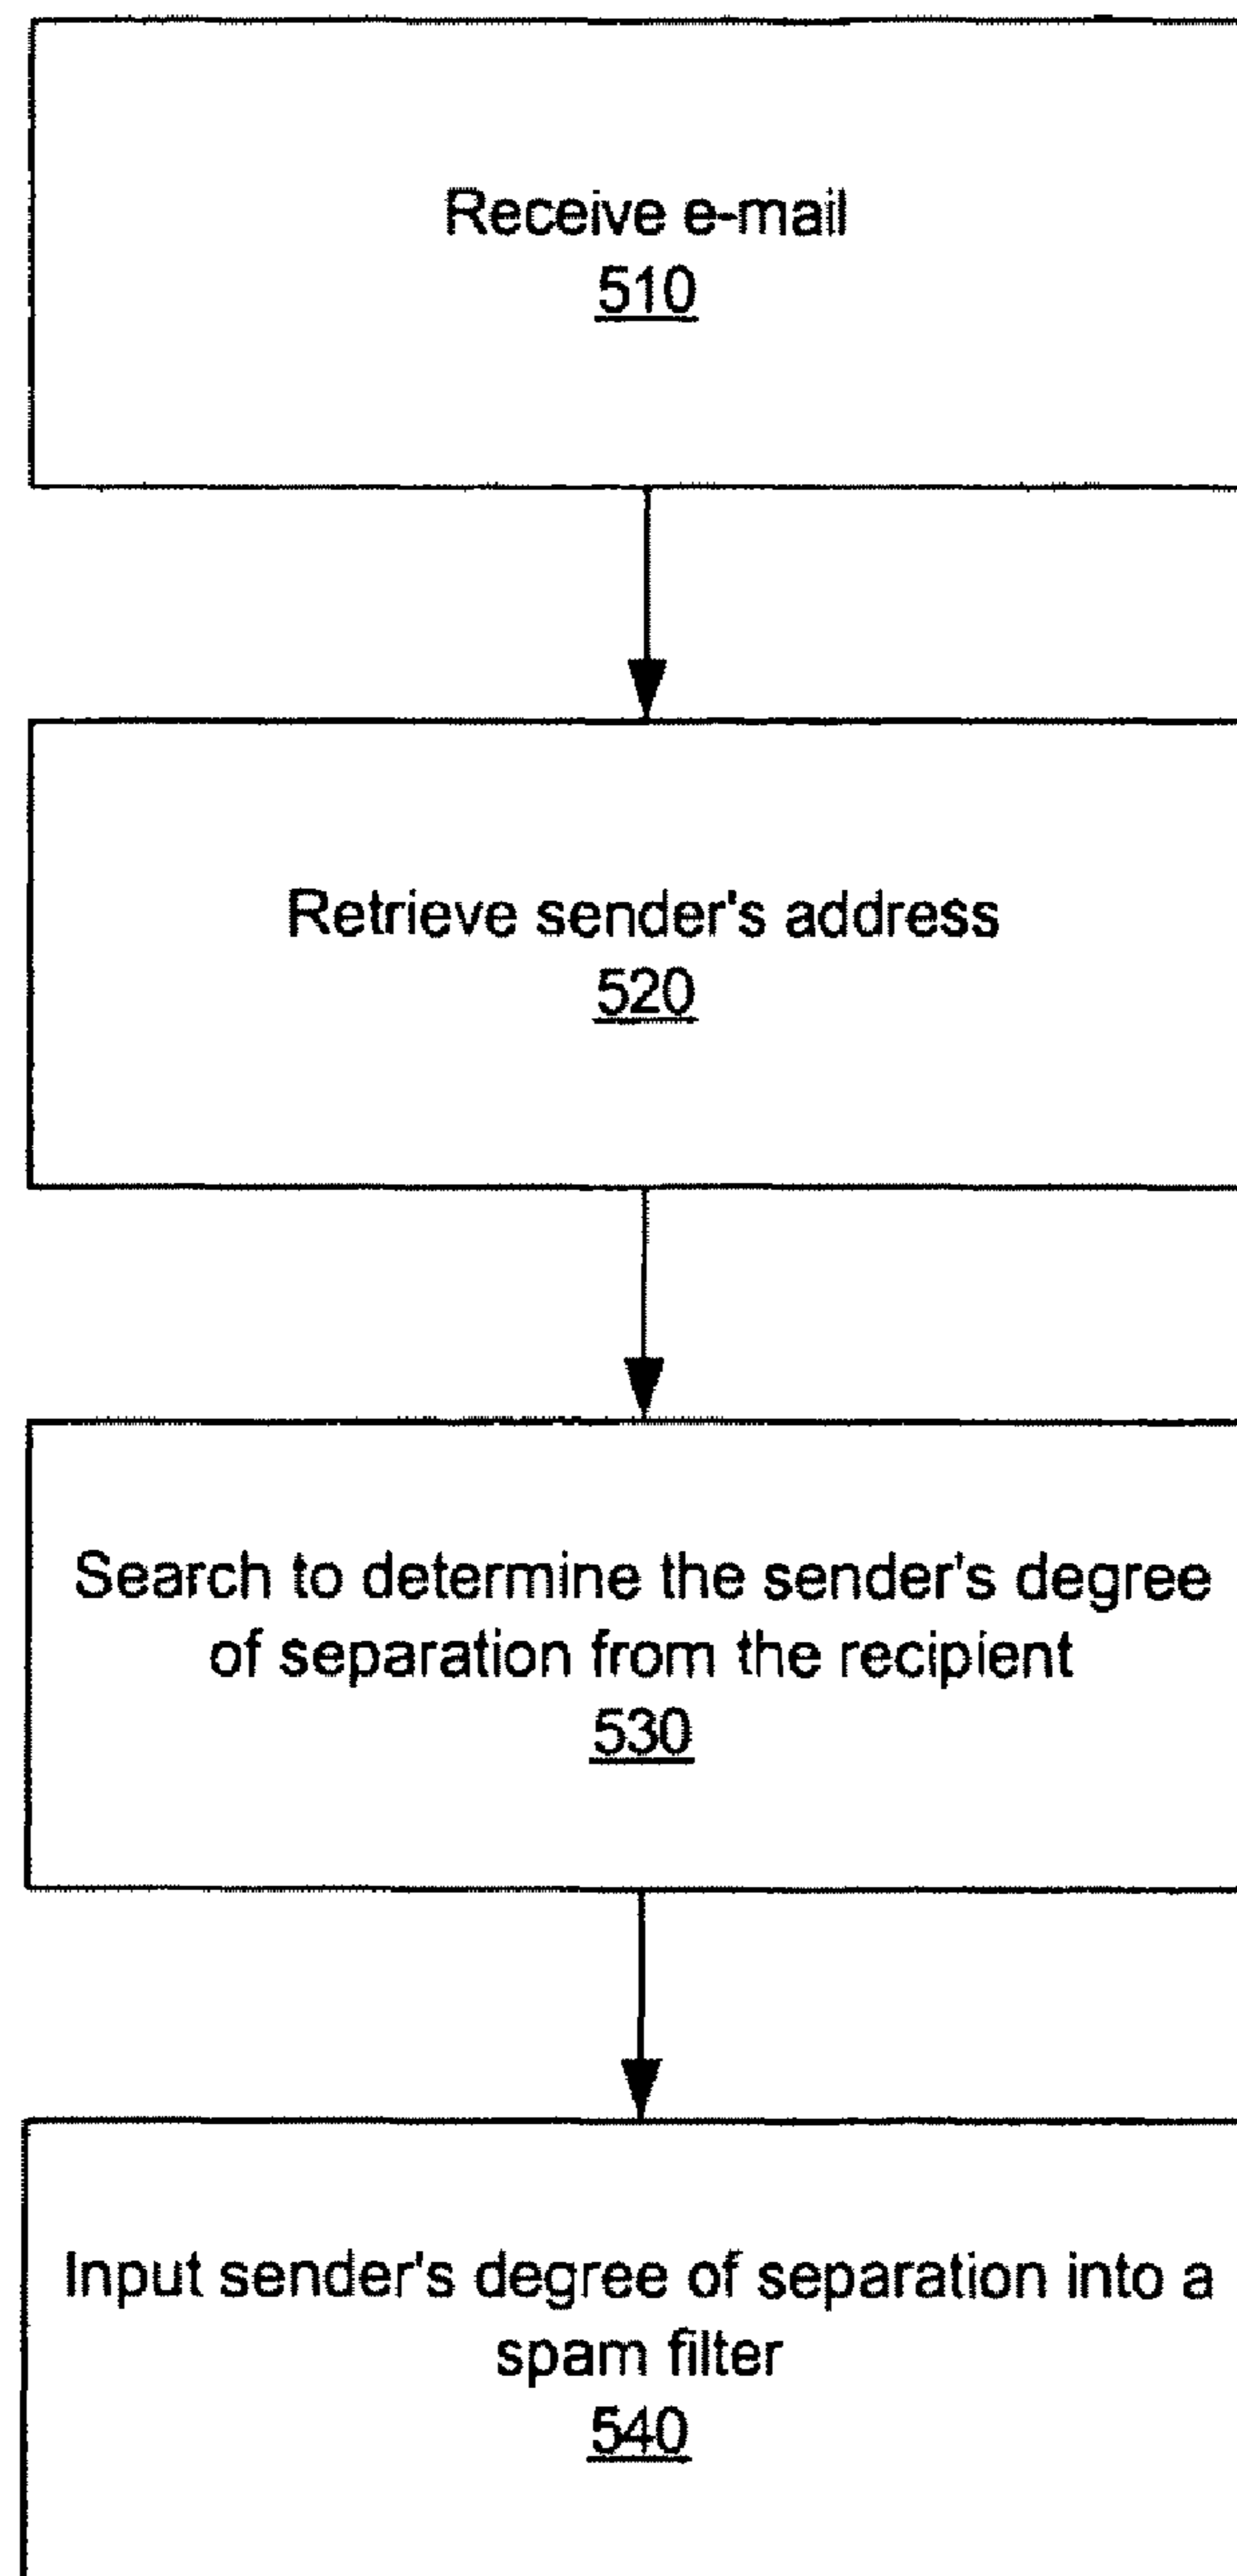 Receive e-mail
510
Retrieve sender's address
520
Search to determine the sender's degree
of separation from the recipient
530
Input sender's degree of separation into a
spam filter
540